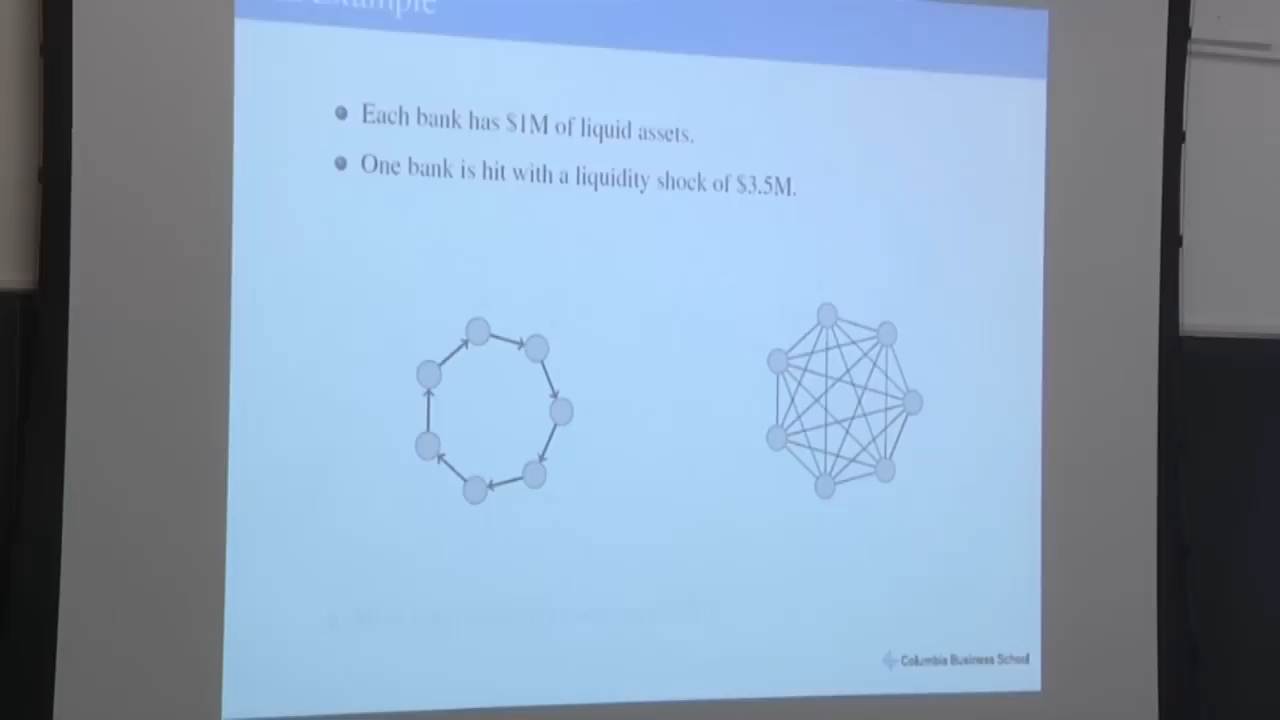 Example
Each bank has $1M of liquid assets.
One bank is hit with a liquidity shock of $3.5M.
Columbia Business School